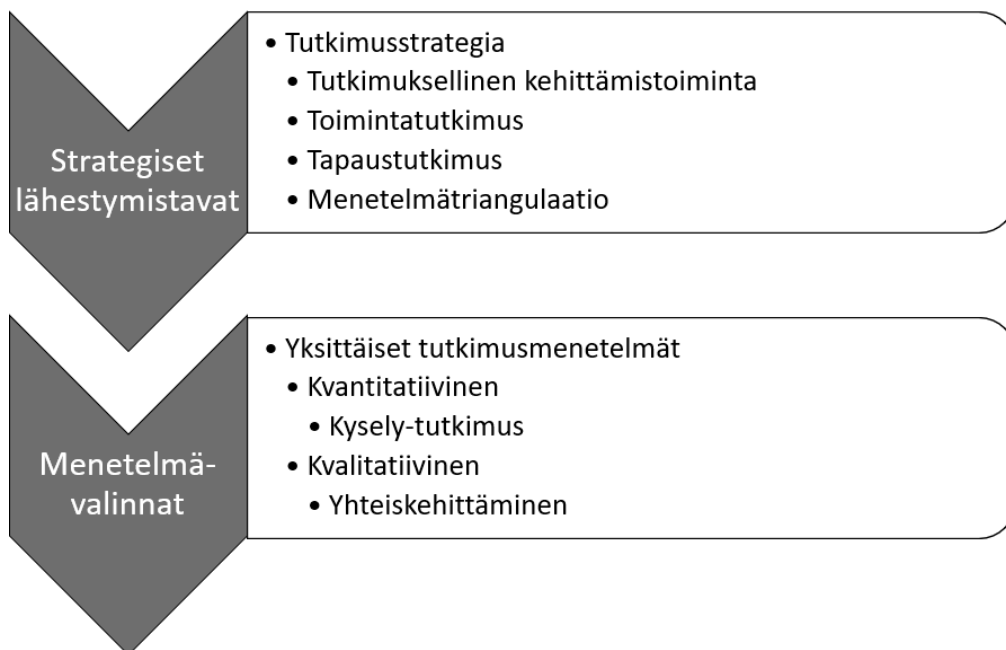 Strategiset
lähestymistavat
• Tutkimusstrategia
• Tutkimuksellinen kehittämistoiminta
• Toimintatutkimus
• Tapaustutkimus
• Menetelmätriangulaatio
Menetelmä-
valinnat
• Yksittäiset tutkimusmenetelmät
• Kvantitatiivinen
• Kysely-tutkimus
• Kvalitatiivinen
• Yhteiskehittäminen